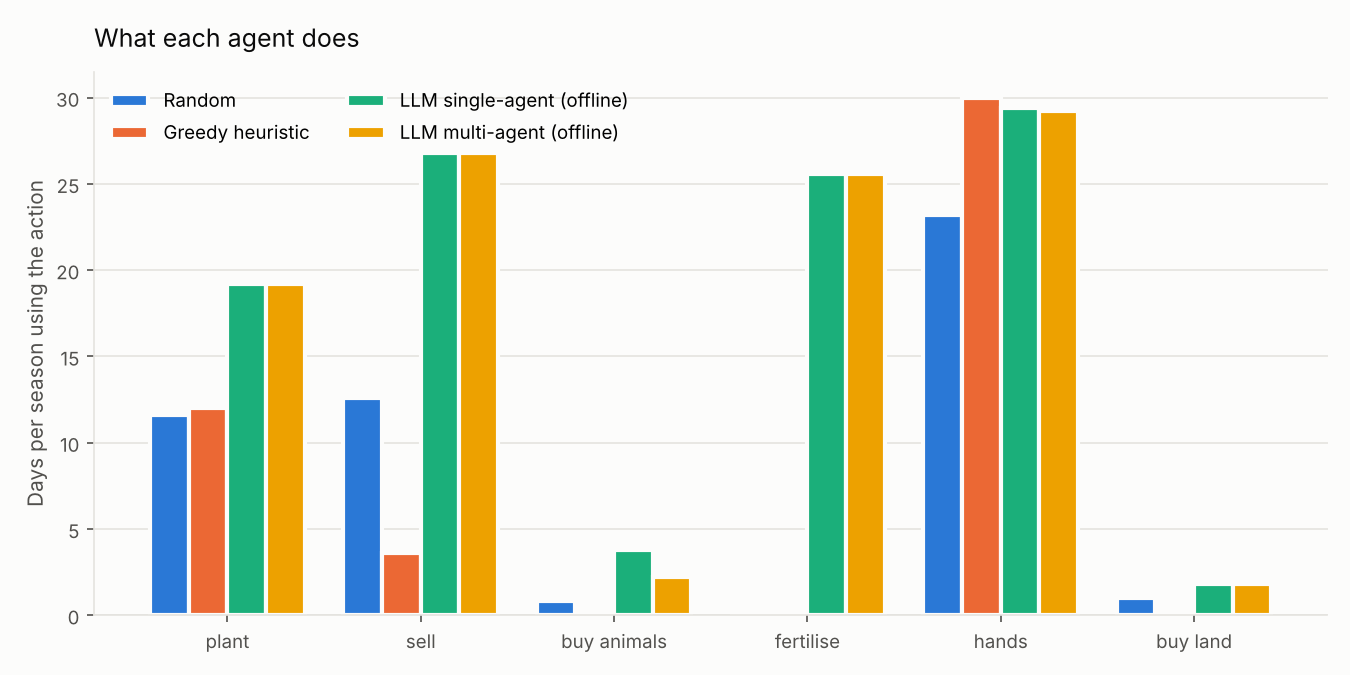 What each agent does
Random
Greedy heuristic
LLM single-agent (offline)
LLM multi-agent (offline)
Days per season using the action
30
25
20
15
10
5
0
plant
sell
buy animals
fertilise
hands
buy land